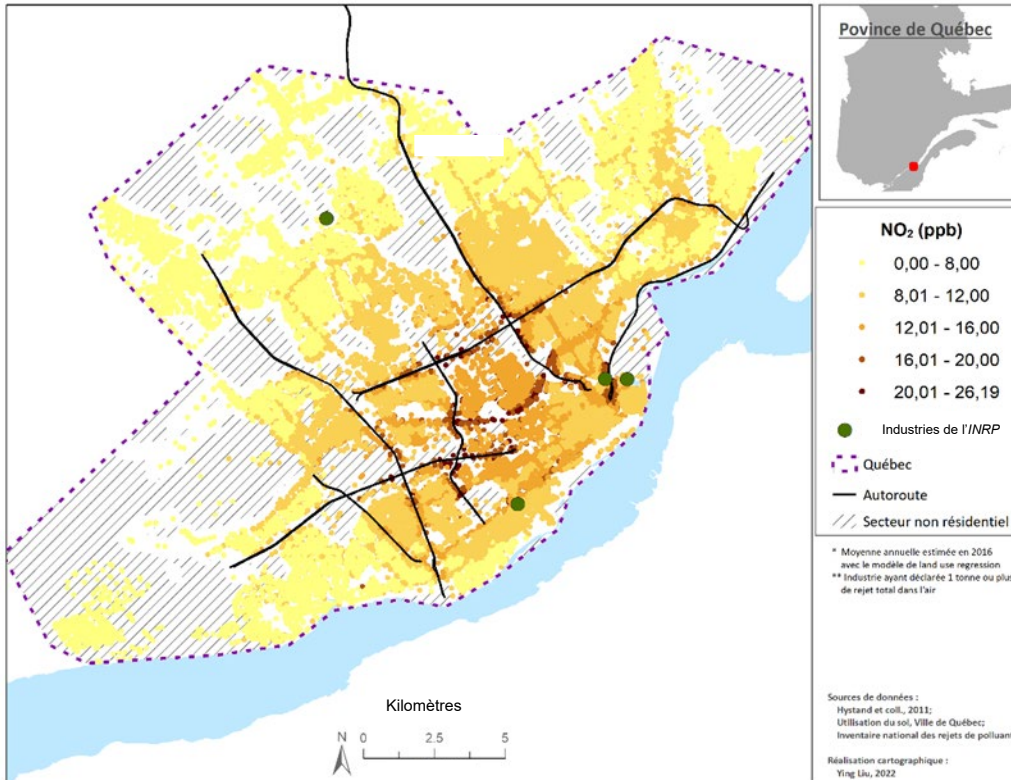 Povince de Québec
NO₂ (ppb)
0,00 - 8,00
8,01 - 12,00
12,01 - 16,00
16,01 - 20,00
20,01 - 26,19
Industries de l'INRP
Québec
Autoroute
Secteur non résidentiel
* Moyenne annuelle estimée en 2016
avec le modèle de land use regression
** Industrie ayant déclarée 1 tonne ou plus
de rejet total dans l'air
Kilomètres
N
0 2.5 5
Sources de données :
Hystand et coll., 2011;
Utilisation du sol, Ville de Québec;
Inventaire national des rejets de polluan
Réalisation cartographique :
Ying Liu, 2022